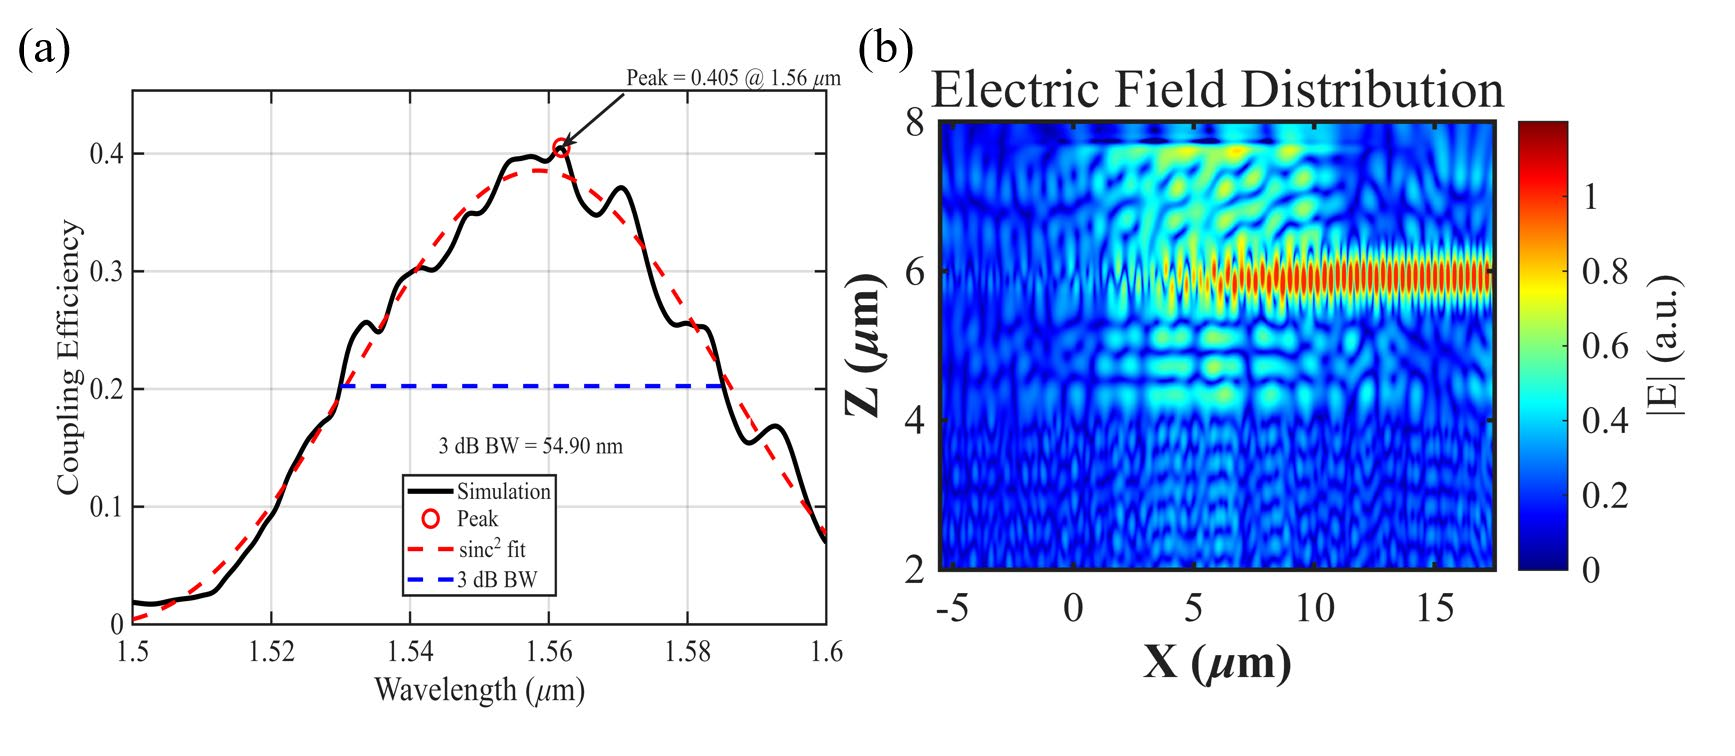 (a)
Peak = 0.405 @ 1.56 μm
Coupling Efficiency
0.4
0.3
0.2
0.1
0
3 dB BW = 54.90 nm
Simulation
Peak
sinc² fit
3 dB BW
1.5 1.52 1.54 1.56 1.58 1.6
Wavelength (μm)
(b)
Electric Field Distribution
Z (μm)
8
6
4
2
-5 0 5 10 15
X (μm)
1
0.8
0.6
0.4
0.2
0
|E| (a.u.)